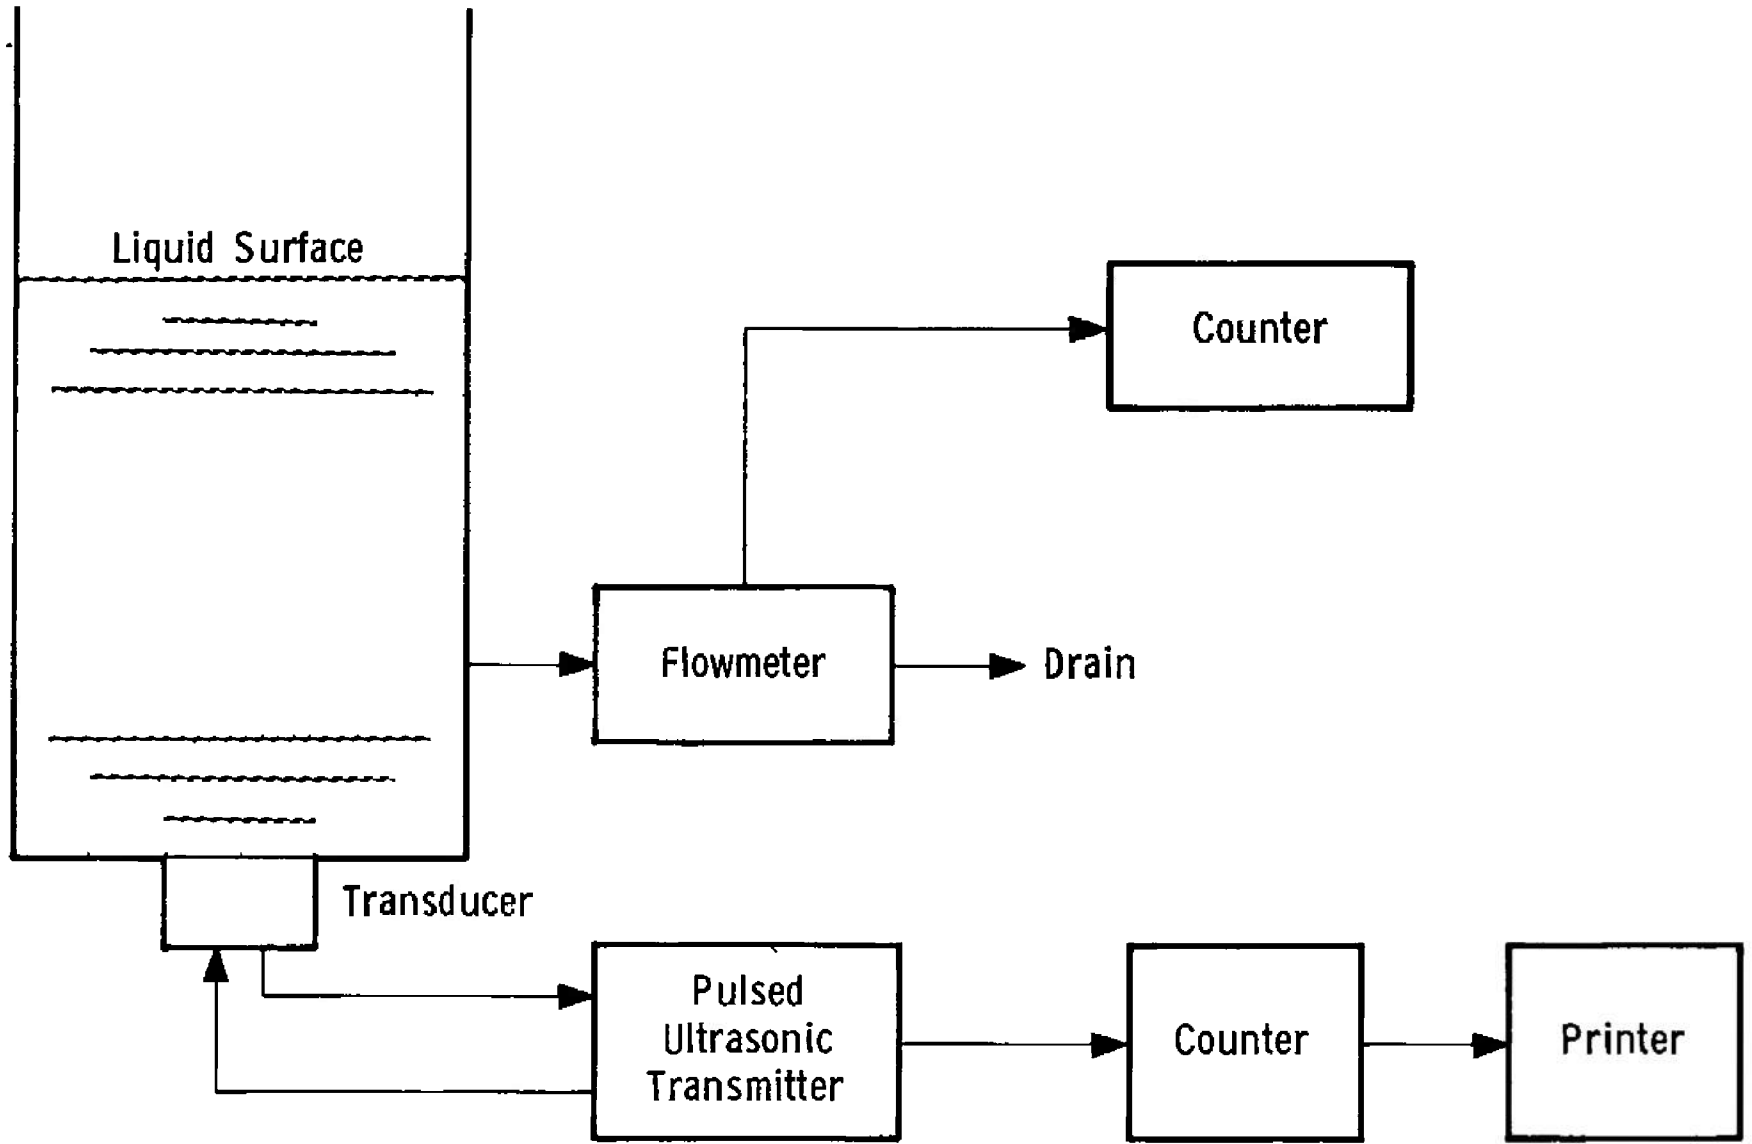 Liquid Surface
Counter
Flowmeter
Drain
Transducer
Pulsed
Ultrasonic
Transmitter
Counter
Printer